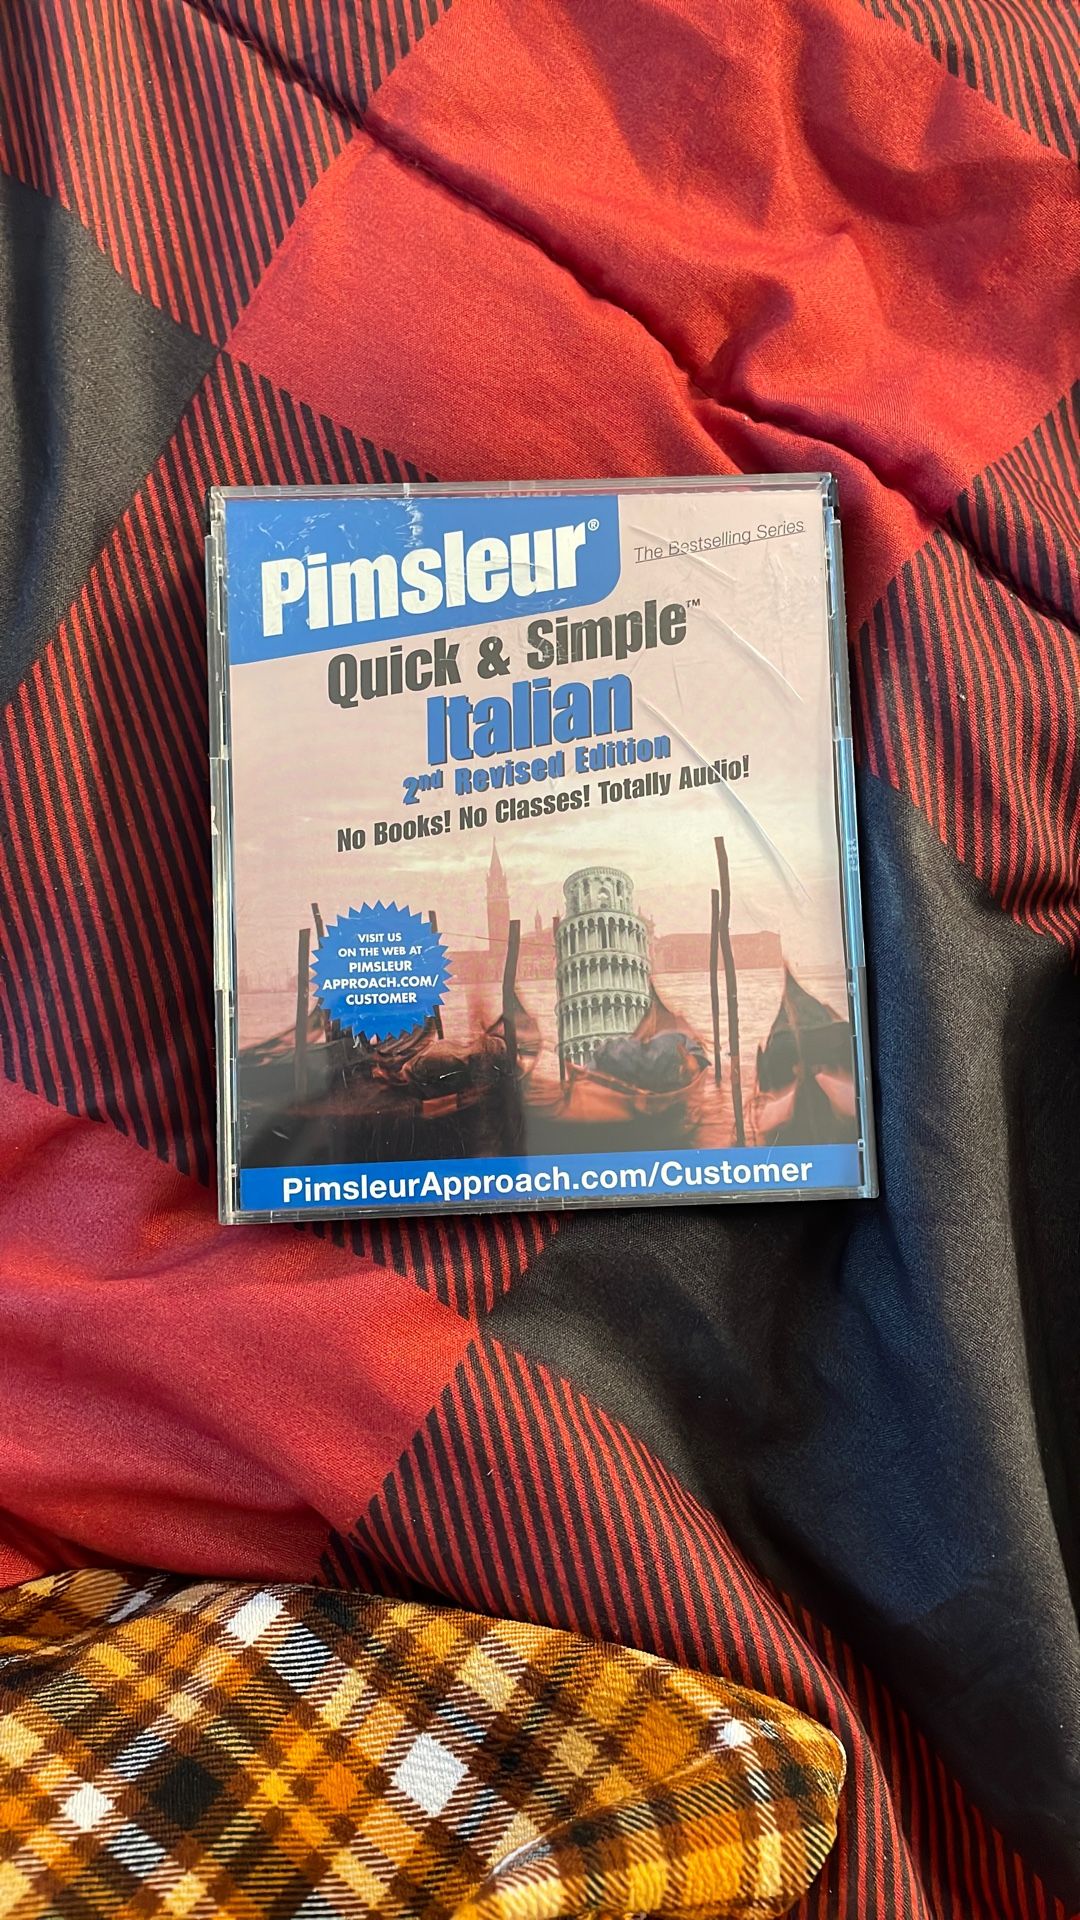 Pimsleur®
The Bestselling Series
Quick & Simple™
Italian
2nd Revised Edition
No Books! No Classes! Totally Audio!
VISIT US
ON THE WEB AT
PIMSLEUR
APPROACH.COM/
CUSTOMER
PimsleurApproach.com/Customer